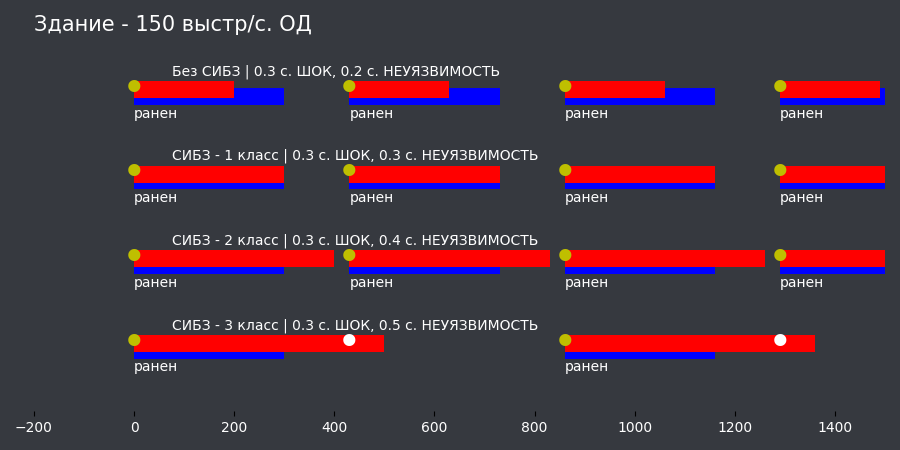 Здание - 150 выстр/с. ОД
Без СИБЗ | 0.3 с. ШОК, 0.2 с. НЕУЯЗВИМОСТЬ
ранен ранен ранен ранен
СИБЗ - 1 класс | 0.3 с. ШОК, 0.3 с. НЕУЯЗВИМОСТЬ
ранен ранен ранен ранен
СИБЗ - 2 класс | 0.3 с. ШОК, 0.4 с. НЕУЯЗВИМОСТЬ
ранен ранен ранен ранен
СИБЗ - 3 класс | 0.3 с. ШОК, 0.5 с. НЕУЯЗВИМОСТЬ
ранен ранен
−200 0 200 400 600 800 1000 1200 1400